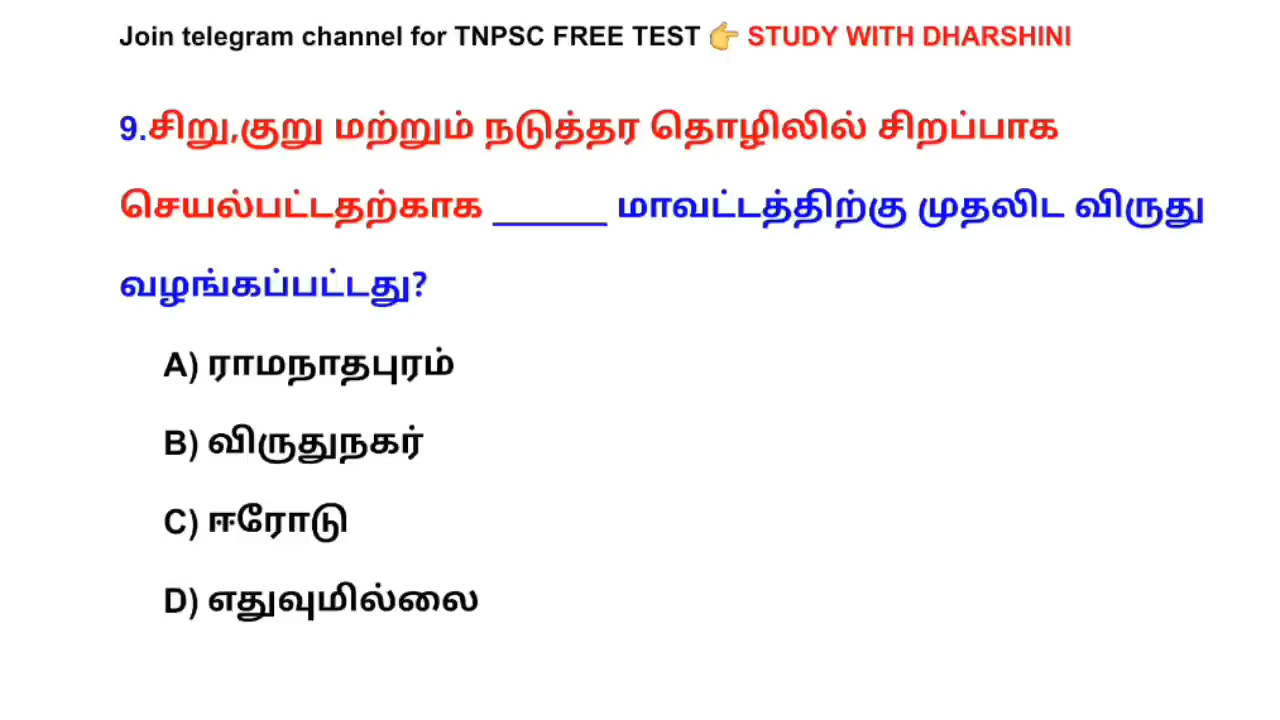 Join telegram channel for TNPSC FREE TEST 👉 STUDY WITH DHARSHINI
9.சிறு,குறு மற்றும் நடுத்தர தொழிலில் சிறப்பாக
செயல்பட்டதற்காக ______ மாவட்டத்திற்கு முதலிட விருது
வழங்கப்பட்டது?
A) ராமநாதபுரம்
B) விருதுநகர்
C) ஈரோடு
D) எதுவுமில்லை